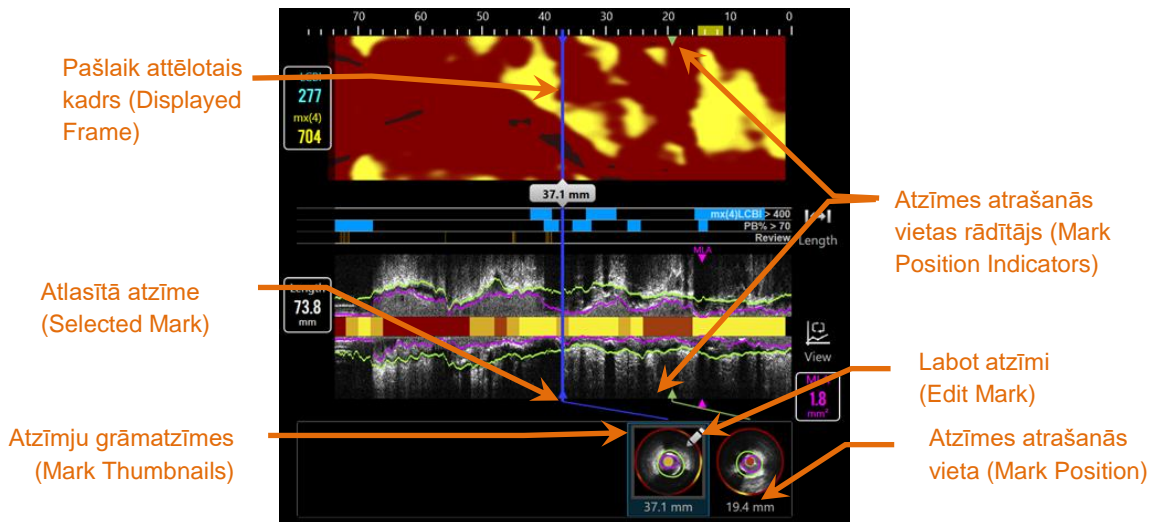 70 60 50 40 30 20 10 0
Pašlaik attēlotais
kadrs (Displayed
Frame)
LCBI
277
mx(4)
704
37.1 mm
mx(4)LCBI > 400
PB% > 70
Review
Length
MLA
Atzīmes atrašanās
vietas rādītājs (Mark
Position Indicators)
Atlasītā atzīme
(Selected Mark)
Length
73.8
mm
View
MLA
1.8
mm²
Labot atzīmi
(Edit Mark)
Atzīmju grāmatzīmes
(Mark Thumbnails)
Atzīmes atrašanās
vieta (Mark Position)
37.1 mm
19.4 mm